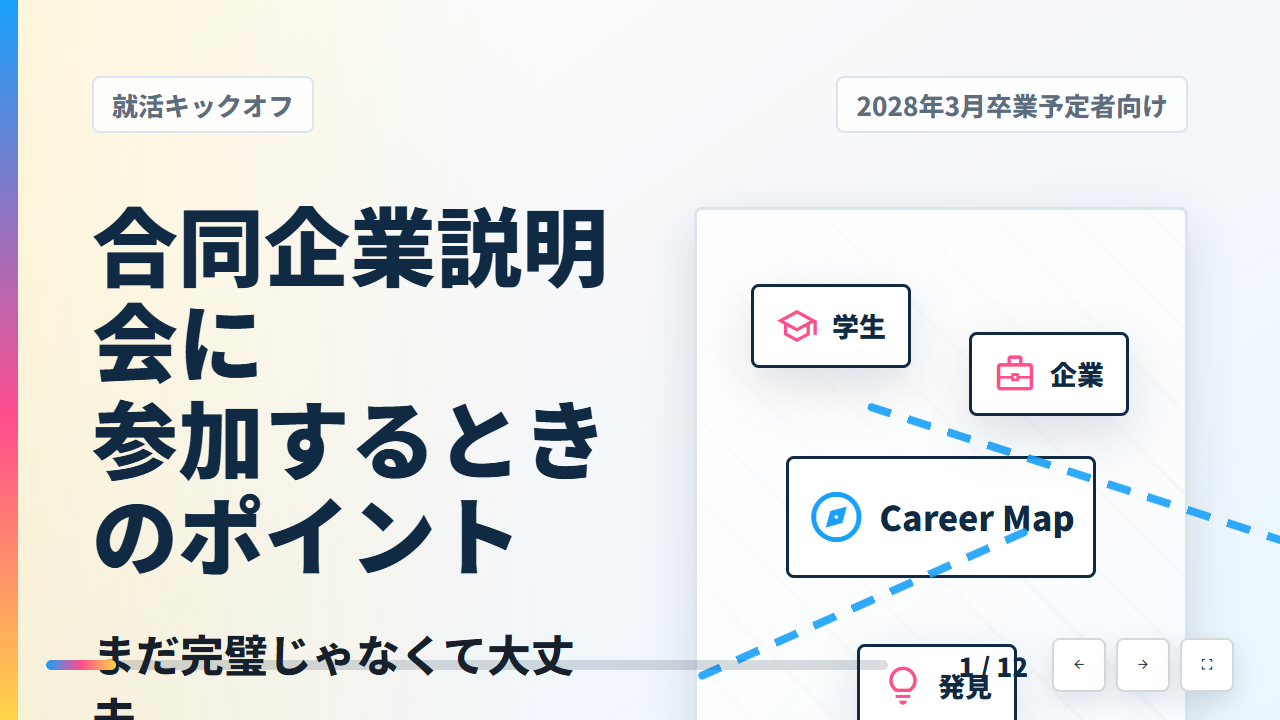 就活キックオフ
2028年3月卒業予定者向け
合同企業説明
会に
参加するとき
のポイント
まだ完璧じゃなくて大丈
夫
学生
企業
Career Map
発見
1 / 12